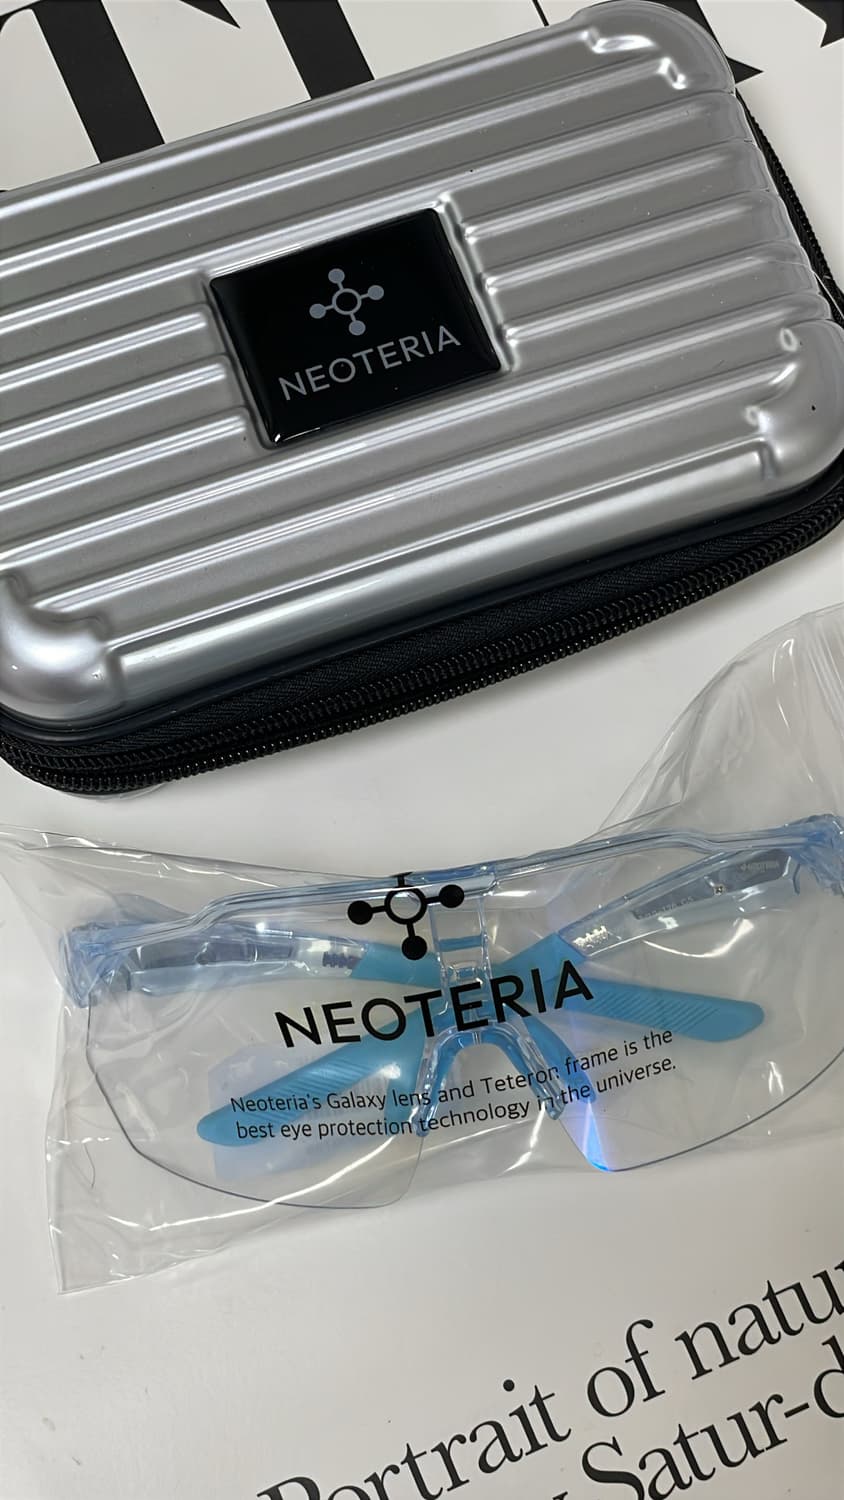 NEOTERIA
NEOTERIA
Neoteria's Galaxy lens and Teteron frame is the
best eye protection technology in the universe.
Portrait of natu
Satur-d